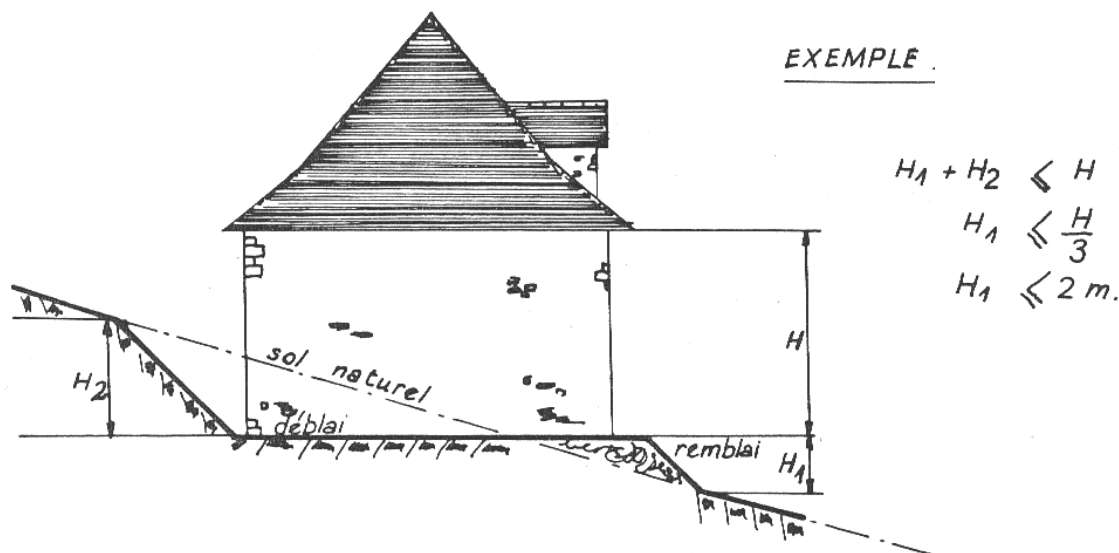 EXEMPLE.
H1 + H2 ⩽ H
H1 ⩽ H/3
H1 ⩽ 2 m.
sol naturel
H
H2
déblai
remblai
H1